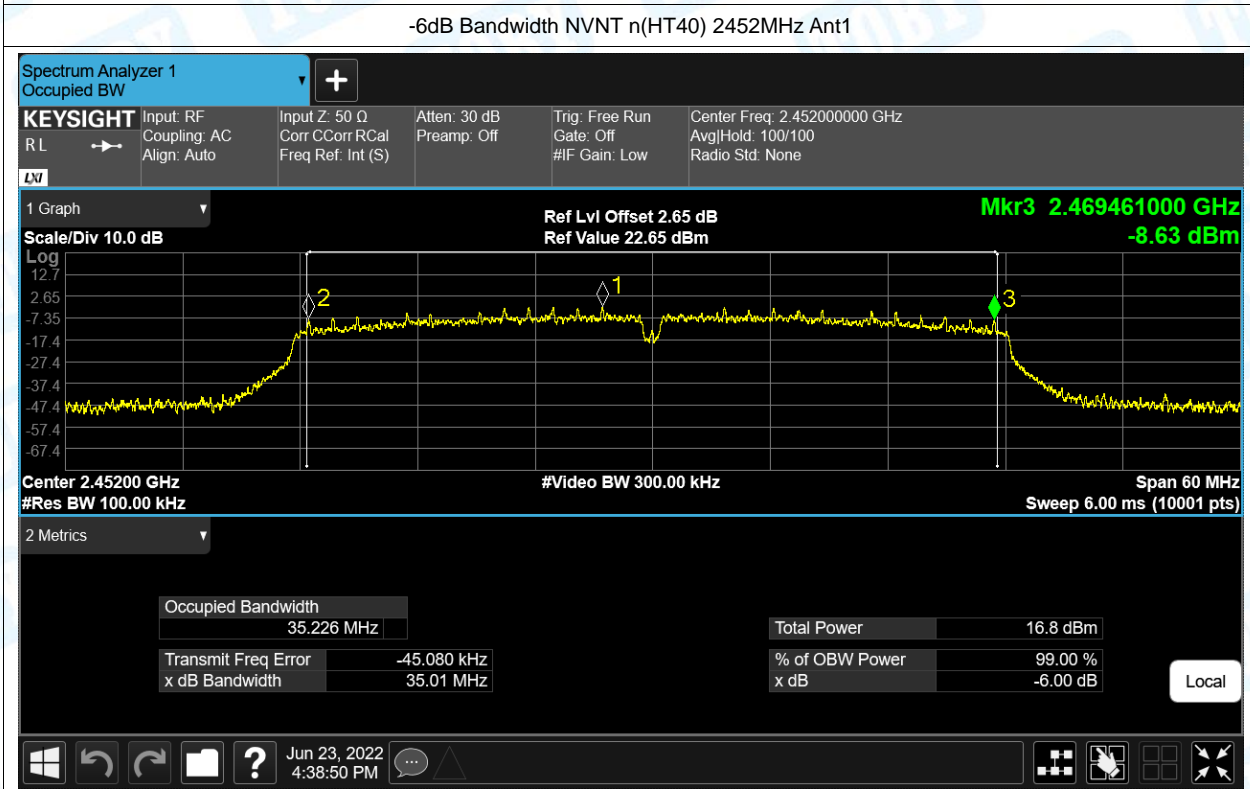 -6dB Bandwidth NVNT n(HT40) 2452MHz Ant1
Spectrum Analyzer 1
Occupied BW
KEYSIGHT
RL
LXI
Input: RF
Coupling: AC
Align: Auto
Input Z: 50 Ω
Corr CCorr RCal
Freq Ref: Int (S)
Atten: 30 dB
Preamp: Off
Trig: Free Run
Gate: Off
#IF Gain: Low
Center Freq: 2.452000000 GHz
Avg|Hold: 100/100
Radio Std: None
1 Graph
Scale/Div 10.0 dB
Ref Lvl Offset 2.65 dB
Ref Value 22.65 dBm
Mkr3 2.469461000 GHz
-8.63 dBm
Log
12.7
2.65
-7.35
-17.4
-27.4
-37.4
-47.4
-57.4
-67.4
2
1
3
Center 2.45200 GHz
#Video BW 300.00 kHz
Span 60 MHz
#Res BW 100.00 kHz
Sweep 6.00 ms (10001 pts)
2 Metrics
Occupied Bandwidth
35.226 MHz
Total Power 16.8 dBm
Transmit Freq Error -45.080 kHz
% of OBW Power 99.00 %
x dB Bandwidth 35.01 MHz
x dB -6.00 dB
Local
?
Jun 23, 2022
4:38:50 PM